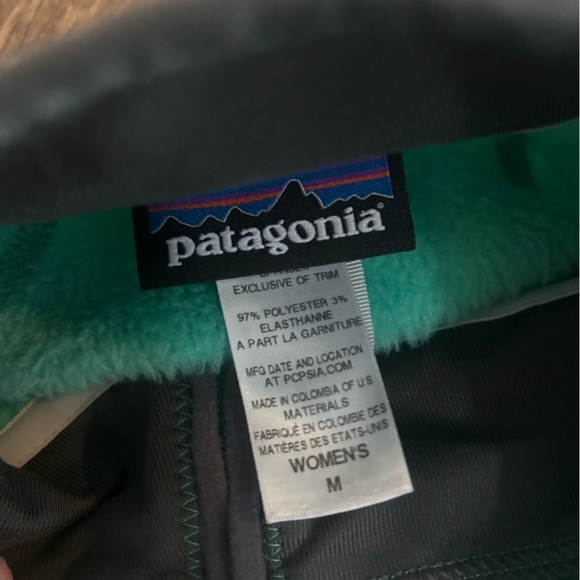 patagonia®
EXCLUSIVE OF TRIM
97% POLYESTER 3%
ELASTHANNE
A PART LA GARNITURE
MFG DATE AND LOCATION
AT PCPSIA.COM
MADE IN COLOMBIA OF U.S.
MATERIALS
FABRIQUÉ EN COLOMBIE DES
MATIÈRES DES ETATS-UNIS
WOMEN'S
M